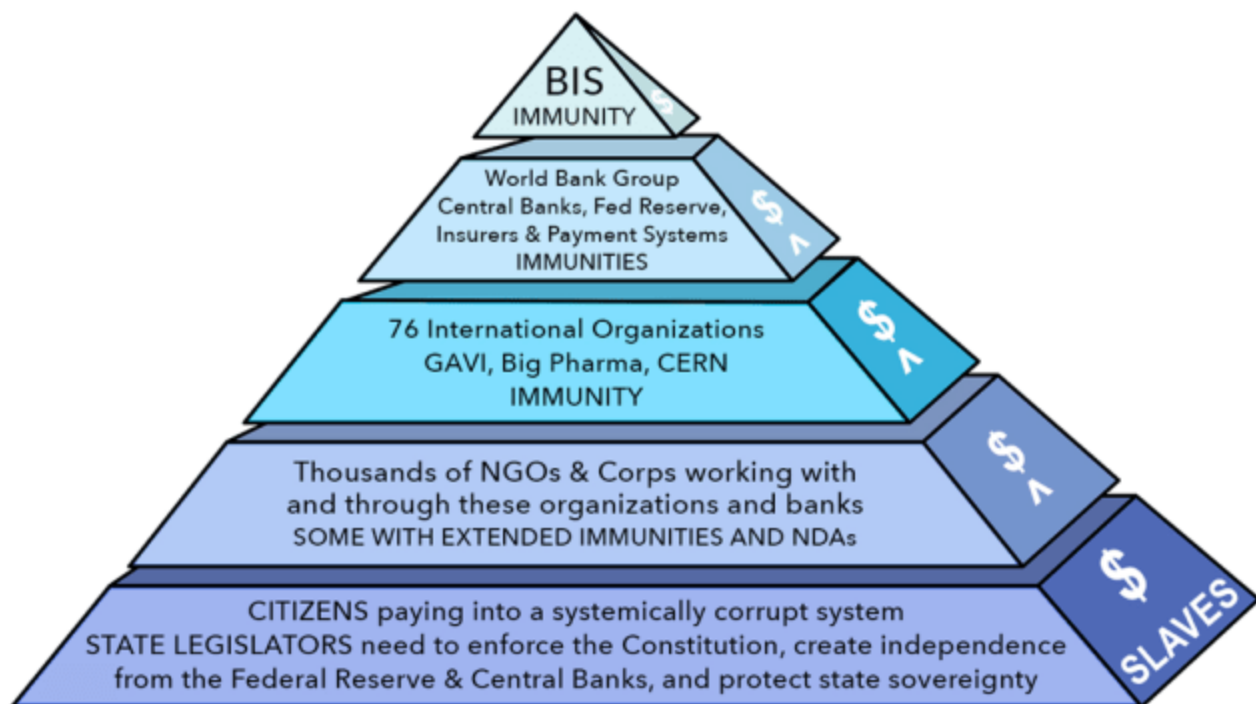 BIS
IMMUNITY
$
World Bank Group
Central Banks, Fed Reserve,
Insurers & Payment Systems
IMMUNITIES
$
76 International Organizations
GAVI, Big Pharma, CERN
IMMUNITY
$
Thousands of NGOs & Corps working with
and through these organizations and banks
SOME WITH EXTENDED IMMUNITIES AND NDAs
$
CITIZENS paying into a systemically corrupt system
STATE LEGISLATORS need to enforce the Constitution, create independence
from the Federal Reserve & Central Banks, and protect state sovereignty
$
SLAVES